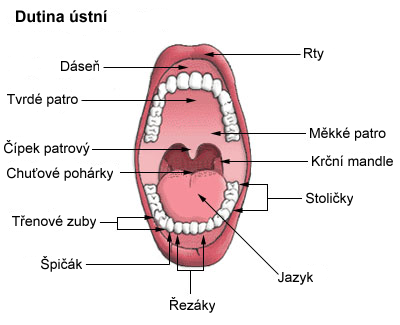 Dutina ústní
Rty
Dáseň
Tvrdé patro
Měkké patro
Čípek patrový
Krční mandle
Chuťové pohárky
Stoličky
Třenové zuby
Špičák
Jazyk
Řezáky